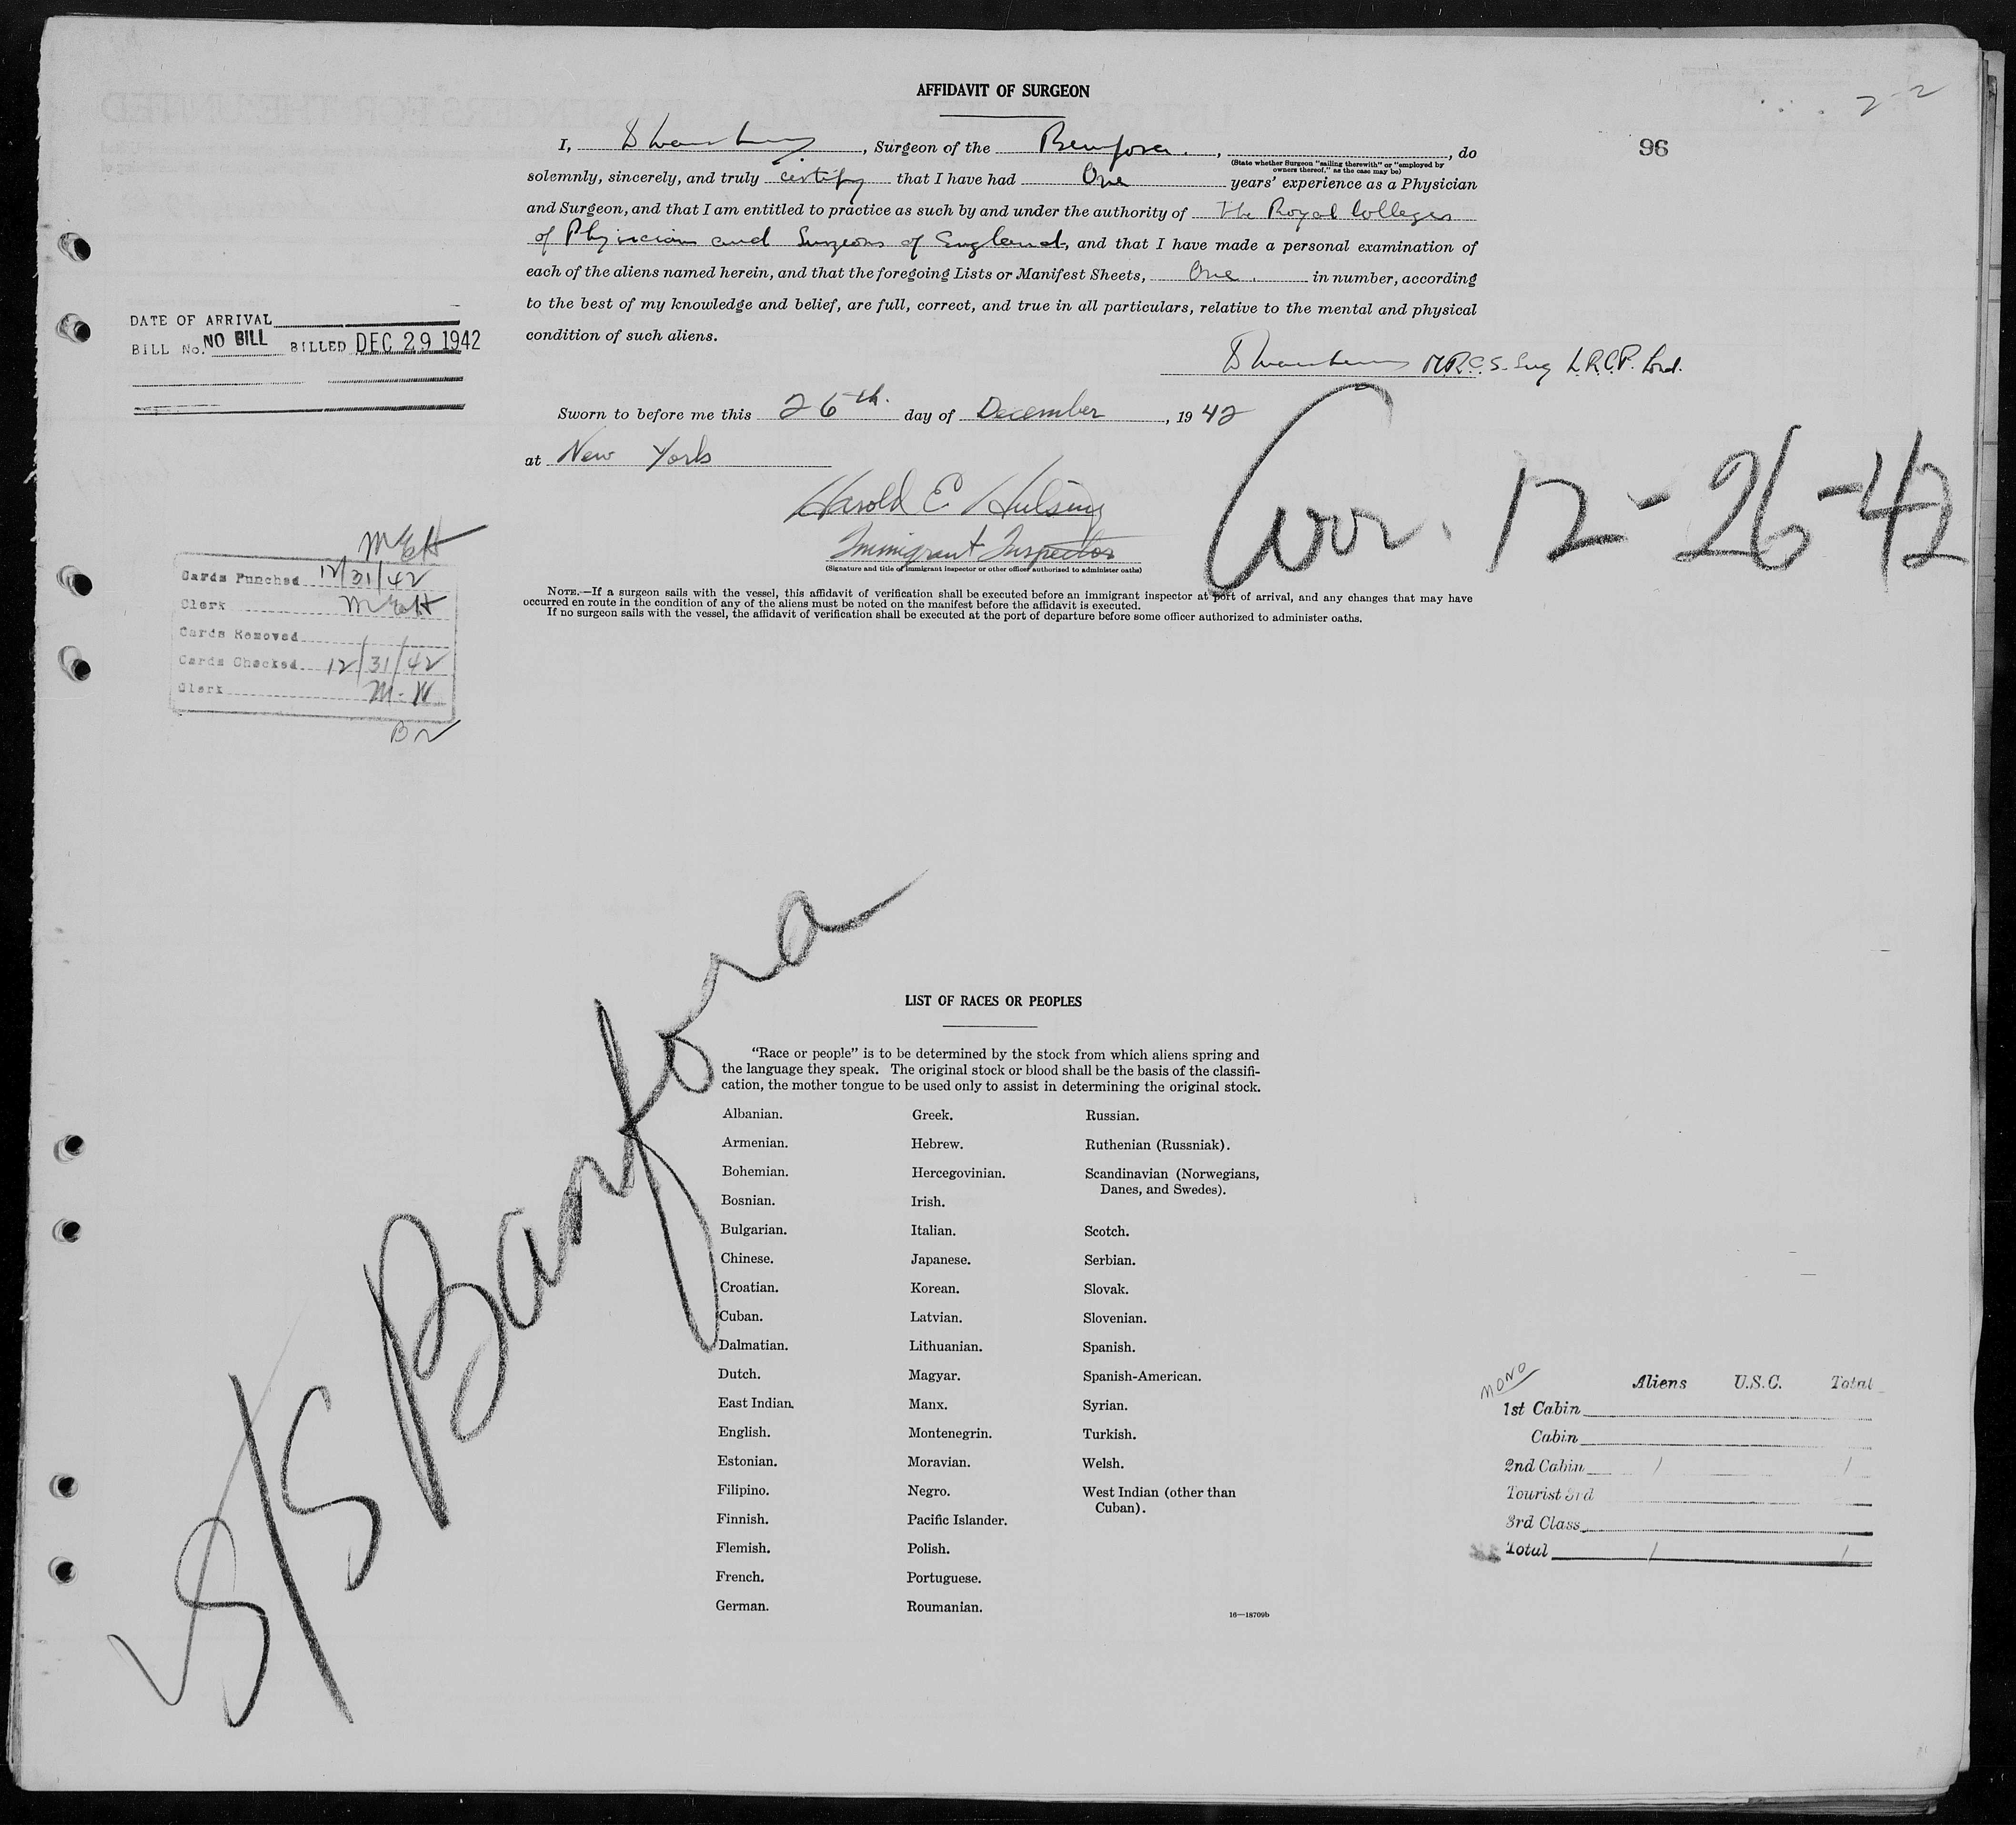 AFFIDAVIT OF SURGEON
2-2
96
I, , Surgeon of the Banfora. , , do
(State whether Surgeon "sailing therewith" or "employed by owners thereof," as the case may be)
solemnly, sincerely, and truly certify that I have had One years' experience as a Physician
and Surgeon, and that I am entitled to practice as such by and under the authority of The Royal Colleges
of Physicians and Surgeons of England, and that I have made a personal examination of
each of the aliens named herein, and that the foregoing Lists or Manifest Sheets, One. in number, according
to the best of my knowledge and belief, are full, correct, and true in all particulars, relative to the mental and physical
condition of such aliens.
M.R.C.S. Eng L.R.C.P. Lond.
DATE OF ARRIVAL
BILL No. NO BILL BILLED DEC 29 1942
Sworn to before me this 26th. day of December, 19 42
at New York
Harold E Hulsing
Immigrant Inspector
(Signature and title of immigrant inspector or other officer authorized to administer oaths)
Arr. 12-26-42
NOTE.—If a surgeon sails with the vessel, this affidavit of verification shall be executed before an immigrant inspector at port of arrival, and any changes that may have
occurred en route in the condition of any of the aliens must be noted on the manifest before the affidavit is executed.
If no surgeon sails with the vessel, the affidavit of verification shall be executed at the port of departure before some officer authorized to administer oaths.
Cards Punched 12/31/42
Clerk
Cards Removed
Cards Checked 12/31/42
Clerk M.W
S/S Banfora
LIST OF RACES OR PEOPLES
"Race or people" is to be determined by the stock from which aliens spring and
the language they speak. The original stock or blood shall be the basis of the classifi-
cation, the mother tongue to be used only to assist in determining the original stock.
Albanian.
Armenian.
Bohemian.
Bosnian.
Bulgarian.
Chinese.
Croatian.
Cuban.
Dalmatian.
Dutch.
East Indian.
English.
Estonian.
Filipino.
Finnish.
Flemish.
French.
German.
Greek.
Hebrew.
Hercegovinian.
Irish.
Italian.
Japanese.
Korean.
Latvian.
Lithuanian.
Magyar.
Manx.
Montenegrin.
Moravian.
Negro.
Pacific Islander.
Polish.
Portuguese.
Roumanian.
Russian.
Ruthenian (Russniak).
Scandinavian (Norwegians,
Danes, and Swedes).
Scotch.
Serbian.
Slovak.
Slovenian.
Spanish.
Spanish-American.
Syrian.
Turkish.
Welsh.
West Indian (other than
Cuban).
16—18709b
MONO
Aliens U.S.C. Total
1st Cabin
Cabin
2nd Cabin 1 1
Tourist 3rd
3rd Class
Total 1 1